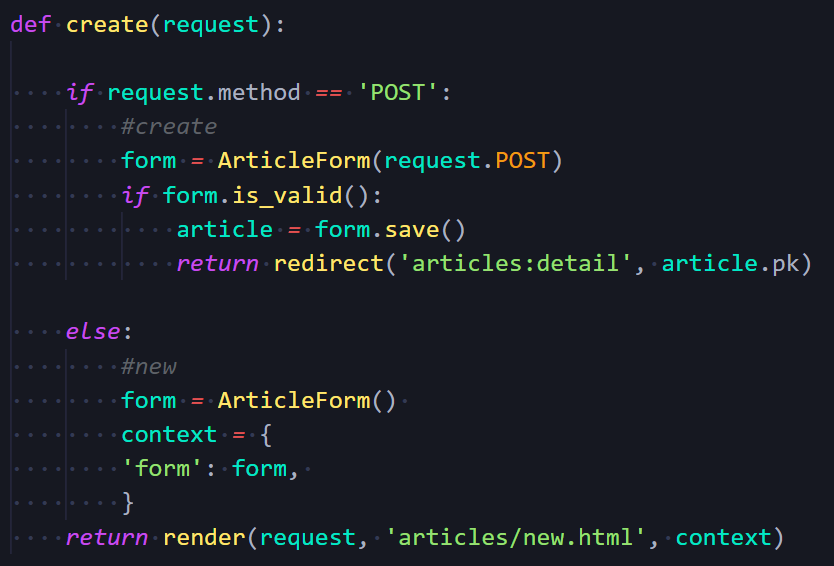 def create(request):
    if request.method == 'POST':
        #create
        form = ArticleForm(request.POST)
        if form.is_valid():
            article = form.save()
            return redirect('articles:detail', article.pk)
    else:
        #new
        form = ArticleForm()
        context = {
        'form': form,
        }
    return render(request, 'articles/new.html', context)